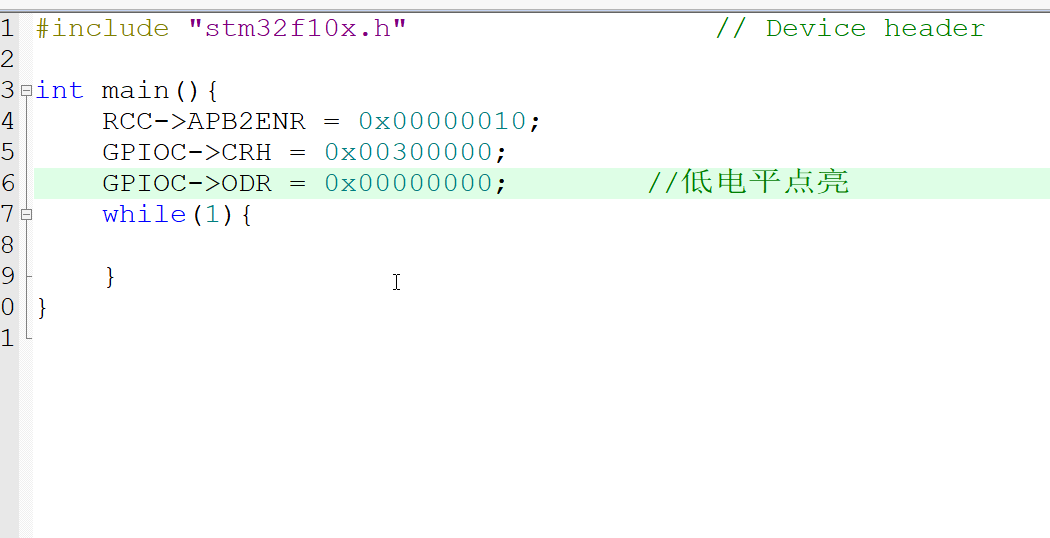 1 #include "stm32f10x.h" // Device header
2
3 int main(){
4 RCC->APB2ENR = 0x00000010;
5 GPIOC->CRH = 0x00300000;
6 GPIOC->ODR = 0x00000000; //低电平点亮
7 while(1){
8
9 }
0 }
1